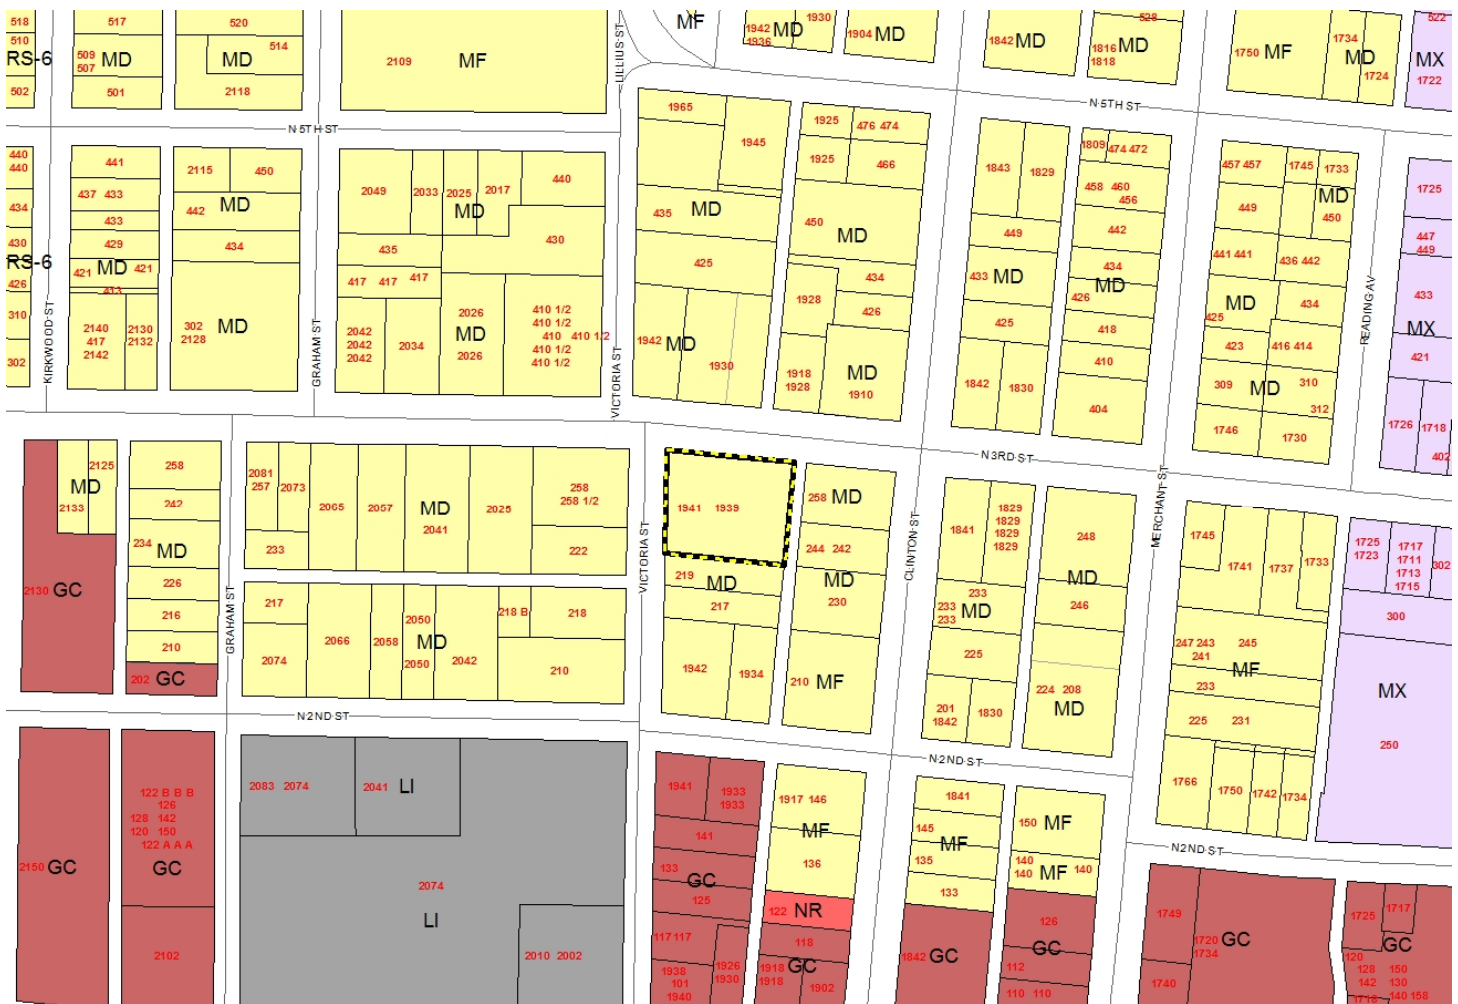 518 517 520 LILLIUS ST MF 1942 1936 MD 1930 1904 MD 528 1734 522
510 RS-6 509 507 MD MD 514 2109 MF 1842 MD 1816 1818 MD 1750 MF MD 1724 MX 1722
502 501 2118
N 5TH ST N 5TH ST
1965 1945 1925 476 474
440 440 441 2115 450 1925 466 1843 1829 1809 474 472 457 457 1745 1733 1725
434 437 433 442 MD 2049 2033 2025 2017 440 MD 458 460 456 449 MD 450
433 435 MD 450 MD 449 442
430 RS-6 429 434 435 430 447 449
426 421 MD 421 417 417 417 425 434 433 MD 434 441 441 436 442
413 1928 426 426 MD MD 434 433
310 2140 417 2142 2130 2132 302 2128 MD 2042 2042 2042 2034 2026 MD 2026 410 1/2 410 1/2 410 410 1/2 410 1/2 410 1/2 425 418 425 MX
302 1942 MD 1930 1918 1928 MD 1910 410 423 416 414 421
KIRKWOOD ST GRAHAM ST VICTORIA ST 1842 1830 404 309 MD 310 312 READING AV
1746 1730 1726 1718 402
N 3RD ST
2125 MD 2133 258 2081 257 2073 2065 2057 MD 2041 2025 258 258 1/2
242 1941 1939 258 MD 1841 1829 1829 1829 1829 248 MERCHANT ST
234 MD 233 222 244 242 1745 1741 1737 1733 1725 1723 1717 1711 1713 1715 302
2130 GC 226 GRAHAM ST VICTORIA ST 219 MD MD 230 CLINTON ST 233 MD 300
216 217 2066 2058 2050 MD 2050 2042 218 B 218 217 233 233 MD 246
210 2074 210 225 247 243 241 245 MF
202 GC 1942 1934 210 MF 224 208 MD 233 MX
N 2ND ST 201 1842 1830 225 231
250
N 2ND ST
2083 2074 2041 LI 1941 1933 1933 1917 146 1841 1766 1750 1742 1734
122 B B B 126 128 142 120 150 122 A A A 141 MF 145 MF 150 MF
N 2ND ST
2150 GC GC 133 GC 136 135 140 140 MF 140
2074 125 133
LI 122 NR 126 1749 1725 1717
117 117 118 1720 1734 GC GC
2102 2010 2002 1926 1930 1918 1918 GC 1842 GC GC 120
1938 101 1940 1902 112 1740 128 150 142 130
110 110 140 158